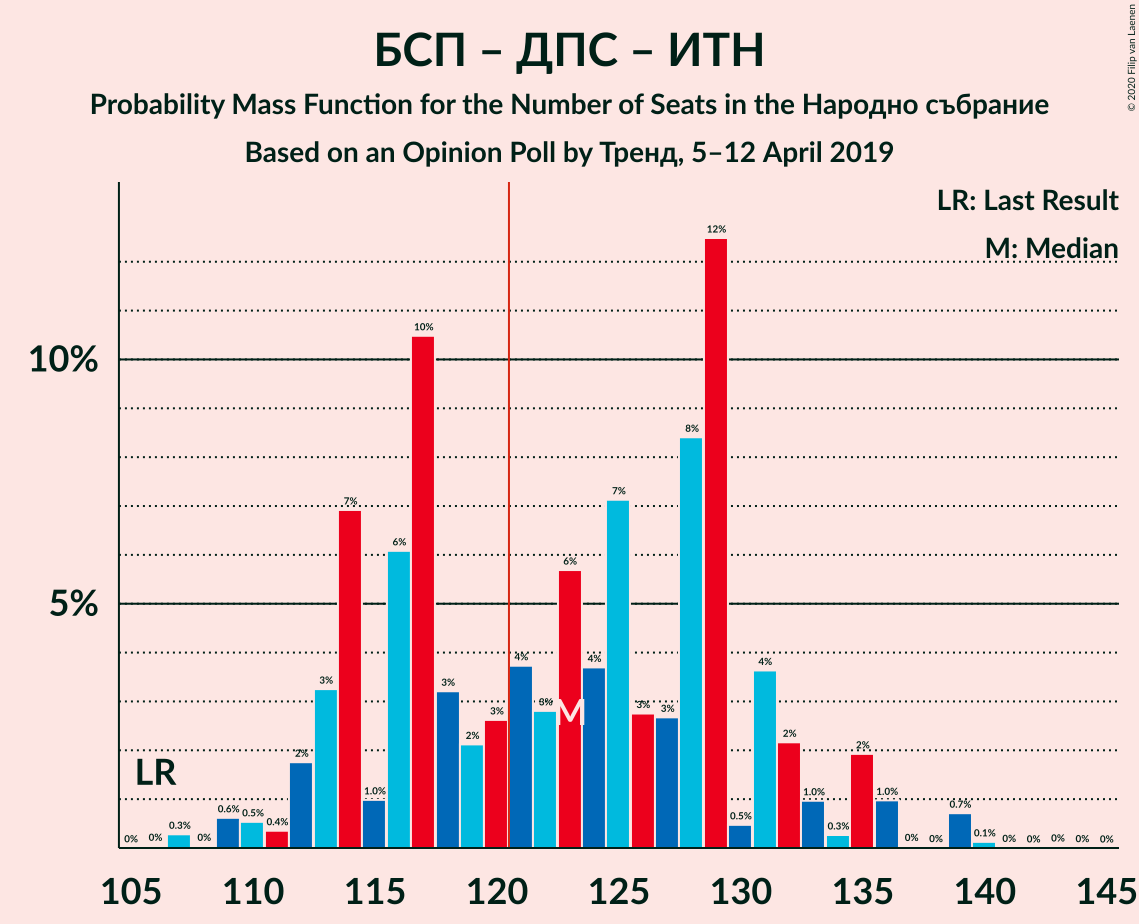 БСП – ДПС – ИТН
Probability Mass Function for the Number of Seats in the Народно събрание
Based on an Opinion Poll by Тренд, 5–12 April 2019
© 2020 Filip van Laenen
LR: Last Result
M: Median
10%
5%
LR
M
0% 0% 0.3% 0% 0.6% 0.5% 0.4% 2% 3% 7% 1.0% 6% 10% 3% 2% 3% 4% 3% 6% 4% 7% 3% 3% 8% 12% 0.5% 4% 2% 1.0% 0.3% 2% 1.0% 0% 0% 0.7% 0.1% 0% 0% 0% 0% 0%
105 110 115 120 125 130 135 140 145